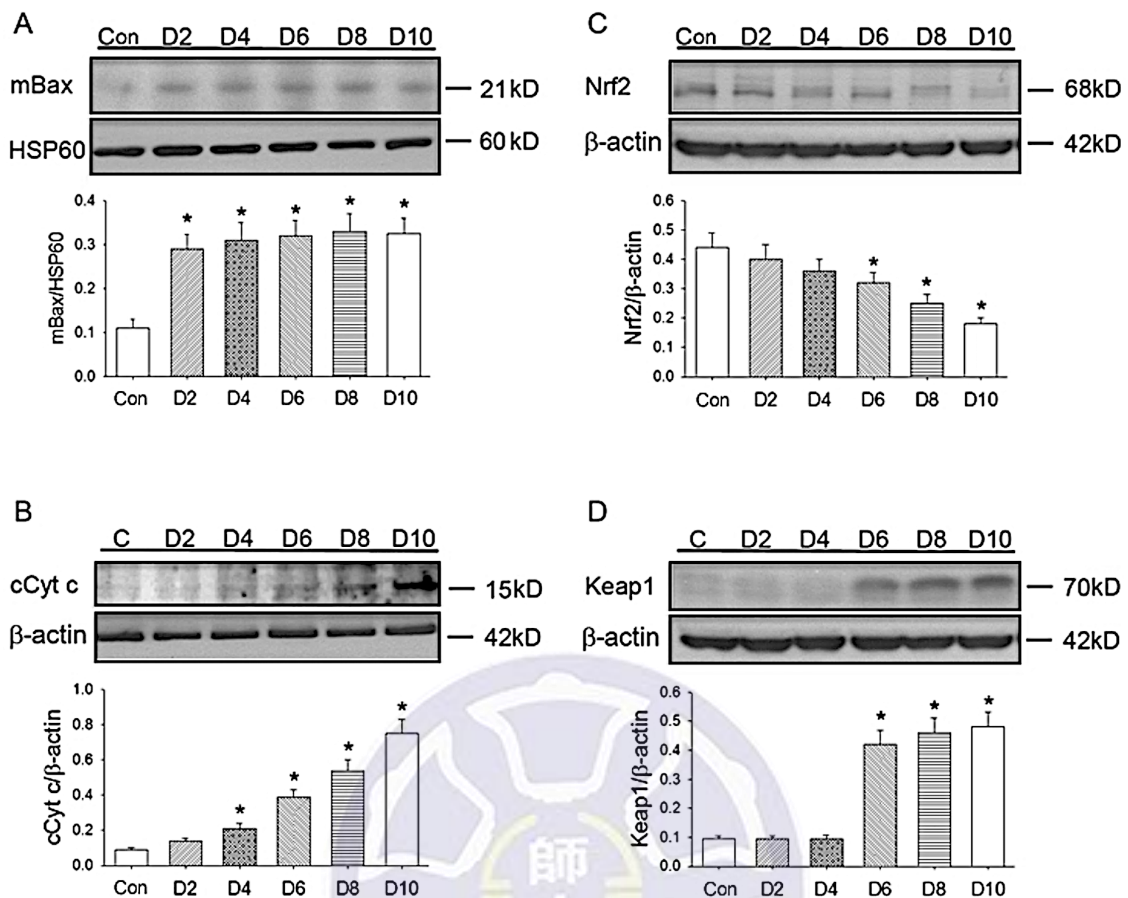 A
Con D2 D4 D6 D8 D10
mBax
21kD
HSP60
60kD
mBax/HSP60
0.4
0.3
0.2
0.1
0.0
* * * * *
Con D2 D4 D6 D8 D10
C
Con D2 D4 D6 D8 D10
Nrf2
68kD
β-actin
42kD
Nrf2/β-actin
0.6
0.5
0.4
0.3
0.2
0.1
0.0
* * *
Con D2 D4 D6 D8 D10
B
C D2 D4 D6 D8 D10
cCyt c
15kD
β-actin
42kD
cCyt c/β-actin
1.0
0.8
0.6
0.4
0.2
0.0
* * * *
Con D2 D4 D6 D8 D10
D
C D2 D4 D6 D8 D10
Keap1
70kD
β-actin
42kD
Keap1/β-actin
0.6
0.5
0.4
0.3
0.2
0.1
0.0
* * *
Con D2 D4 D6 D8 D10
師